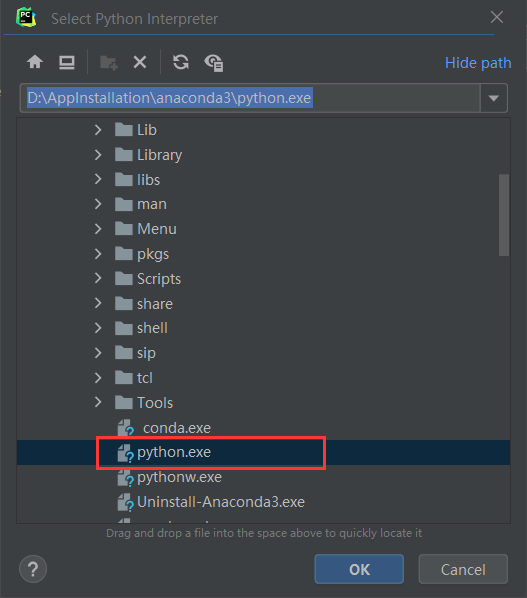 PC
Select Python Interpreter
Hide path
D:\AppInstallation\anaconda3\python.exe
Lib
Library
libs
man
Menu
pkgs
Scripts
share
shell
sip
tcl
Tools
_conda.exe
python.exe
pythonw.exe
Uninstall-Anaconda3.exe
Drag and drop a file into the space above to quickly locate it
?
OK
Cancel